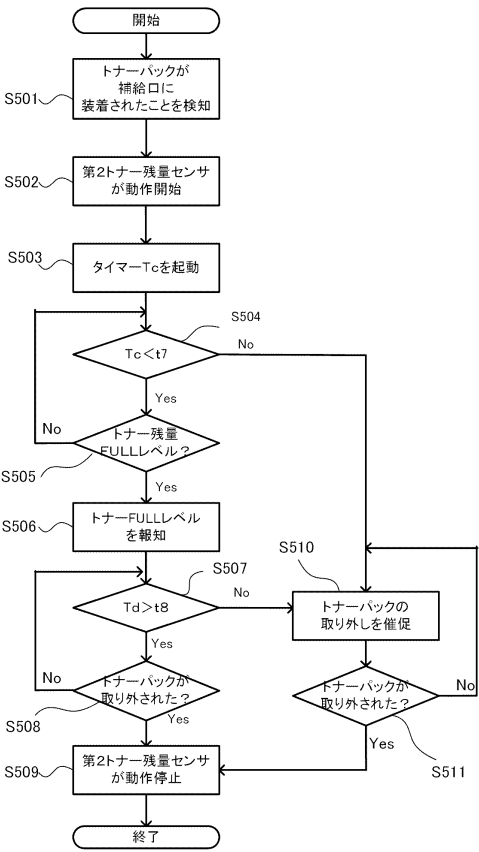 開始
S501
トナーパックが
補給口に
装着されたことを検知
S502
第2トナー残量センサ
が動作開始
S503
タイマーTcを起動
S504
Tc<t7
No
Yes
S505
トナー残量
FULLレベル?
No
Yes
S506
トナーFULLレベル
を報知
S507
Td>t8
No
Yes
S510
トナーパックの
取り外しを催促
S508
トナーパックが
取り外された?
No
Yes
トナーパックが
取り外された?
No
Yes
S511
S509
第2トナー残量センサ
が動作停止
終了